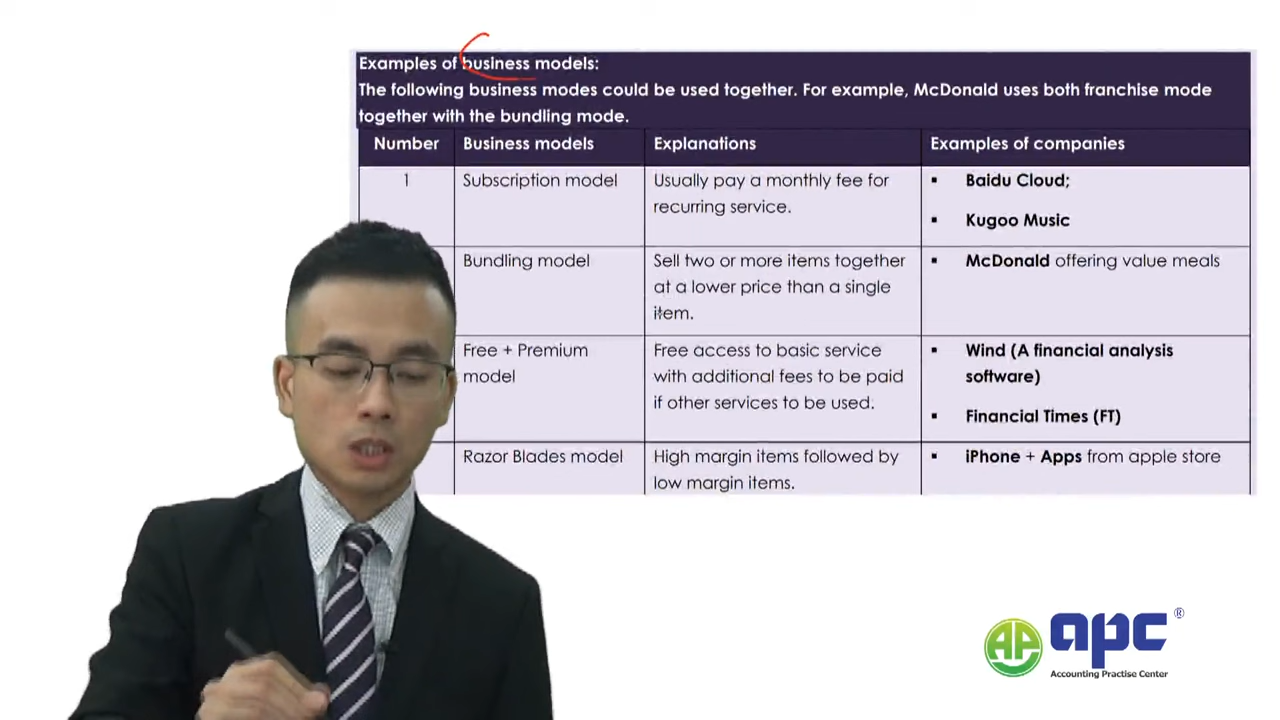 Examples of business models:
The following business modes could be used together. For example, McDonald uses both franchise mode
together with the bundling mode.
Number Business models Explanations Examples of companies
1 Subscription model Usually pay a monthly fee for ▪ Baidu Cloud;
recurring service. ▪ Kugoo Music
Bundling model Sell two or more items together ▪ McDonald offering value meals
at a lower price than a single
item.
Free + Premium Free access to basic service ▪ Wind (A financial analysis
model with additional fees to be paid software)
if other services to be used. ▪ Financial Times (FT)
Razor Blades model High margin items followed by ▪ iPhone + Apps from apple store
low margin items.
AP apc ®
Accounting Practise Center